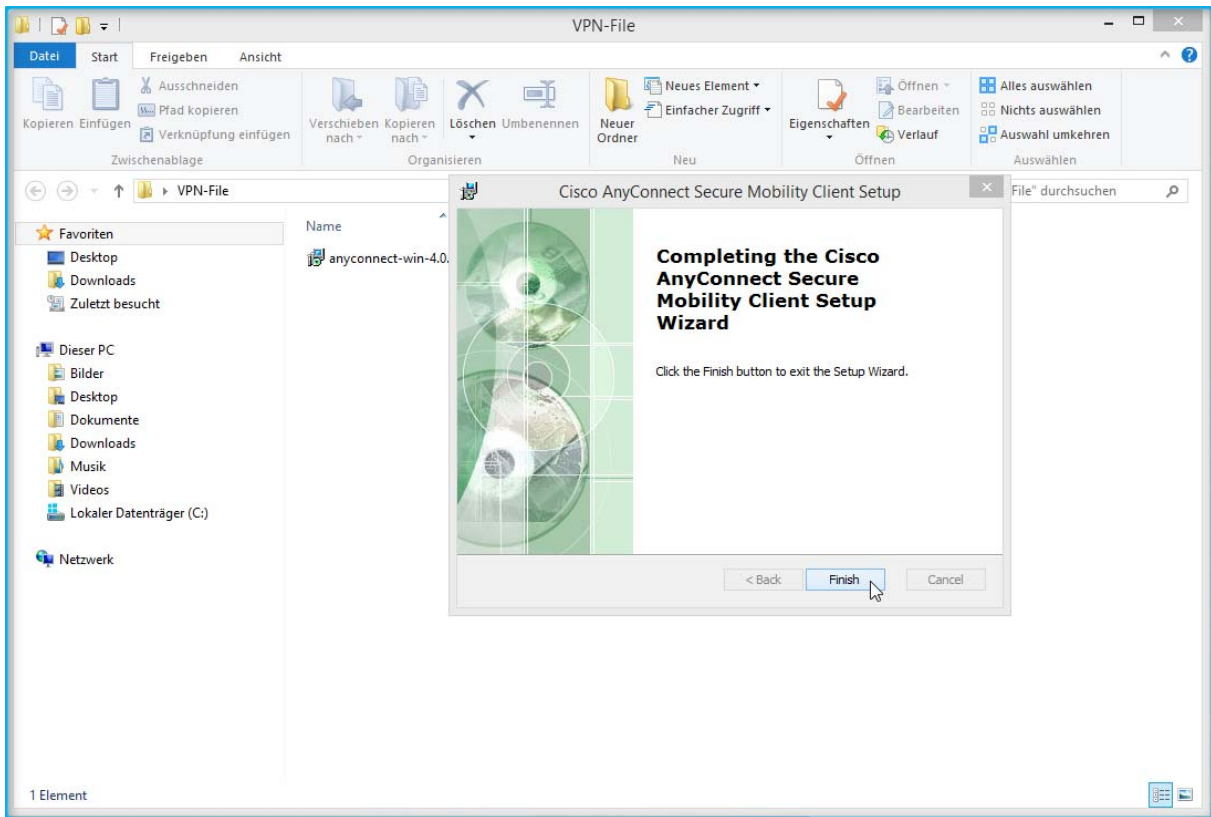 VPN-File
Datei Start Freigeben Ansicht
Kopieren
Einfügen
Ausschneiden
Pfad kopieren
Verknüpfung einfügen
Zwischenablage
Verschieben nach
Kopieren nach
Löschen
Umbenennen
Organisieren
Neuer Ordner
Neues Element
Einfacher Zugriff
Neu
Eigenschaften
Öffnen
Bearbeiten
Verlauf
Öffnen
Alles auswählen
Nichts auswählen
Auswahl umkehren
Auswählen
VPN-File
File" durchsuchen
Favoriten
Desktop
Downloads
Zuletzt besucht
Dieser PC
Bilder
Desktop
Dokumente
Downloads
Musik
Videos
Lokaler Datenträger (C:)
Netzwerk
Name
anyconnect-win-4.0.
Cisco AnyConnect Secure Mobility Client Setup
Completing the Cisco
AnyConnect Secure
Mobility Client Setup
Wizard
Click the Finish button to exit the Setup Wizard.
< Back Finish Cancel
1 Element